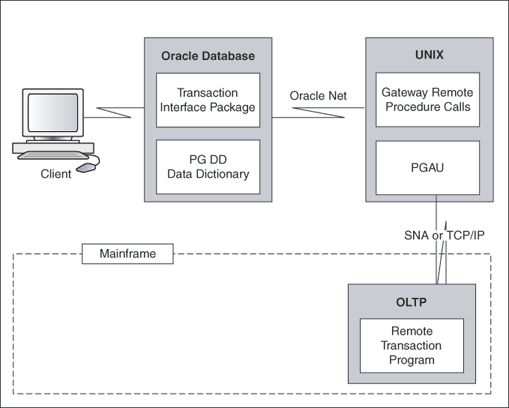 Oracle Database
UNIX
Transaction
Interface Package
Oracle Net
Gateway Remote
Procedure Calls
Client
PG DD
Data Dictionary
PGAU
SNA or TCP/IP
Mainframe
OLTP
Remote
Transaction
Program